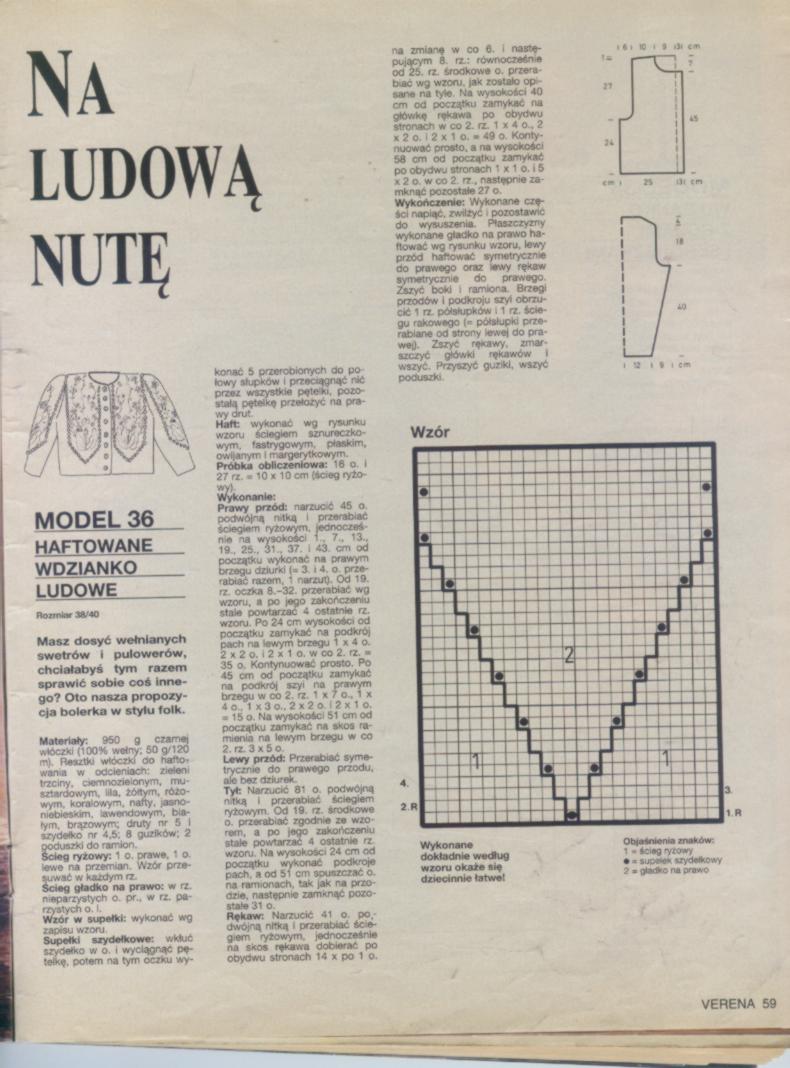 NA
LUDOWĄ
NUTĘ
MODEL 36
HAFTOWANE
WDZIANKO
LUDOWE
Rozmiar 38/40
Masz dosyć wełnianych
swetrów i pulowerów,
chciałabyś tym razem
sprawić sobie coś inne-
go? Oto nasza propozy-
cja bolerka w stylu folk.
Materiały: 950 g czarnej
włóczki (100% wełny; 50 g/120
m). Resztki włóczki do hafto-
wania w odcieniach: zieleni
trzciny, ciemnozielonym, mu-
sztardowym, lila, żółtym, różo-
wym, koralowym, nafty, jasno-
niebieskim, lawendowym, bia-
łym, brązowym; druty nr 5 i
szydełko nr 4,5; 8 guzików; 2
poduszki do ramion.
Ścieg ryżowy: 1 o. prawe, 1 o.
lewe na przemian. Wzór prze-
suwać w każdym rz.
Ścieg gładko na prawo: w rz.
nieparzystych o. pr., w rz. pa-
rzystych o. l.
Wzór w supełki: wykonać wg
zapisu wzoru.
Supełki szydełkowe: wkłuć
szydełko w o. i wyciągnąć pę-
telkę, potem na tym oczku wy-
konać 5 przerobionych do po-
łowy słupków i przeciągnąć nić
przez wszystkie pętelki, pozo-
stałą pętelkę przełożyć na pra-
wy drut.
Haft: wykonać wg rysunku
wzoru ściegiem sznureczko-
wym, fastrygowym, płaskim,
owijanym i margerytkowym.
Próbka obliczeniowa: 16 o. i
27 rz. = 10 x 10 cm (ścieg ryżo-
wy).
Wykonanie:
Prawy przód: narzucić 45 o.
podwójną nitką i przerabiać
ściegiem ryżowym, jednocześ-
nie na wysokości 1., 7., 13.,
19., 25., 31., 37. i 43. cm od
początku wykonać na prawym
brzegu dziurki (= 3. i 4. o. prze-
rabiać razem, 1 narzut). Od 19.
rz. oczka 8.–32. przerabiać wg
wzoru, a po jego zakończeniu
stale powtarzać 4 ostatnie rz.
wzoru. Po 24 cm wysokości od
początku zamykać na podkrój
pach na lewym brzegu 1 x 4 o.
2 x 2 o. i 2 x 1 o. w co 2. rz. =
35 o. Kontynuować prosto. Po
45 cm od początku zamykać
na podkrój szyi na prawym
brzegu w co 2. rz. 1 x 7 o., 1 x
4 o., 1 x 3 o., 2 x 2 o. i 2 x 1 o.
= 15 o. Na wysokości 51 cm od
początku zamykać na skos ra-
mienia na lewym brzegu w co
2. rz. 3 x 5 o.
Lewy przód: Przerabiać syme-
trycznie do prawego przodu,
ale bez dziurek.
Tył: Narzucić 81 o. podwójną
nitką i przerabiać ściegiem
ryżowym. Od 19. rz. środkowe
o. przerabiać zgodnie ze wzo-
rem, a po jego zakończeniu
stale powtarzać 4 ostatnie rz.
wzoru. Na wysokości 24 cm od
początku wykonać podkroje
pach, a od 51 cm spuszczać o.
na ramionach, tak jak na przo-
dzie, następnie zamknąć pozo-
stałe 31 o.
Rękaw: Narzucić 41 o. po-
dwójną nitką i przerabiać ście-
giem ryżowym, jednocześnie
na skos rękawa dobierać po
obydwu stronach 14 x po 1 o.
na zmianę w co 6. i nastę-
pującym 8. rz.: równocześnie
od 25. rz. środkowe o. przera-
biać wg wzoru, jak zostało opi-
sane na tyle. Na wysokości 40
cm od początku zamykać na
główkę rękawa po obydwu
stronach w co 2. rz. 1 x 4 o., 2
x 2 o. i 2 x 1 o. = 49 o. Konty-
nuować prosto, a na wysokości
58 cm od początku zamykać
po obydwu stronach 1 x 1 o. i 5
x 2 o. w co 2. rz., następnie za-
mknąć pozostałe 27 o.
Wykończenie: Wykonane czę-
ści napiąć, zwilżyć i pozostawić
do wysuszenia. Płaszczyzny
wykonane gładko na prawo ha-
ftować wg rysunku wzoru, lewy
przód haftować symetrycznie
do prawego oraz lewy rękaw
symetrycznie do prawego.
Zszyć boki i ramiona. Brzegi
przodów i podkroju szyi obrzu-
cić 1 rz. półsłupków i 1 rz. ście-
gu rakowego (= półsłupki prze-
rabiane od strony lewej do pra-
wej). Zszyć rękawy, zmar-
szczyć główki rękawów i
wszyć. Przyszyć guziki, wszyć
poduszki.
6 10 9 3 cm
1
7
27
45
24
cm 25 3 cm
5
18
40
12 9 cm
Wzór
2
1 1
4.
3.
2.R
1.R
Wykonane
dokładnie według
wzoru okaże się
dziecinnie łatwe!
Objaśnienia znaków:
1 = ścieg ryżowy
● = supełek szydełkowy
2 = gładko na prawo
VERENA 59